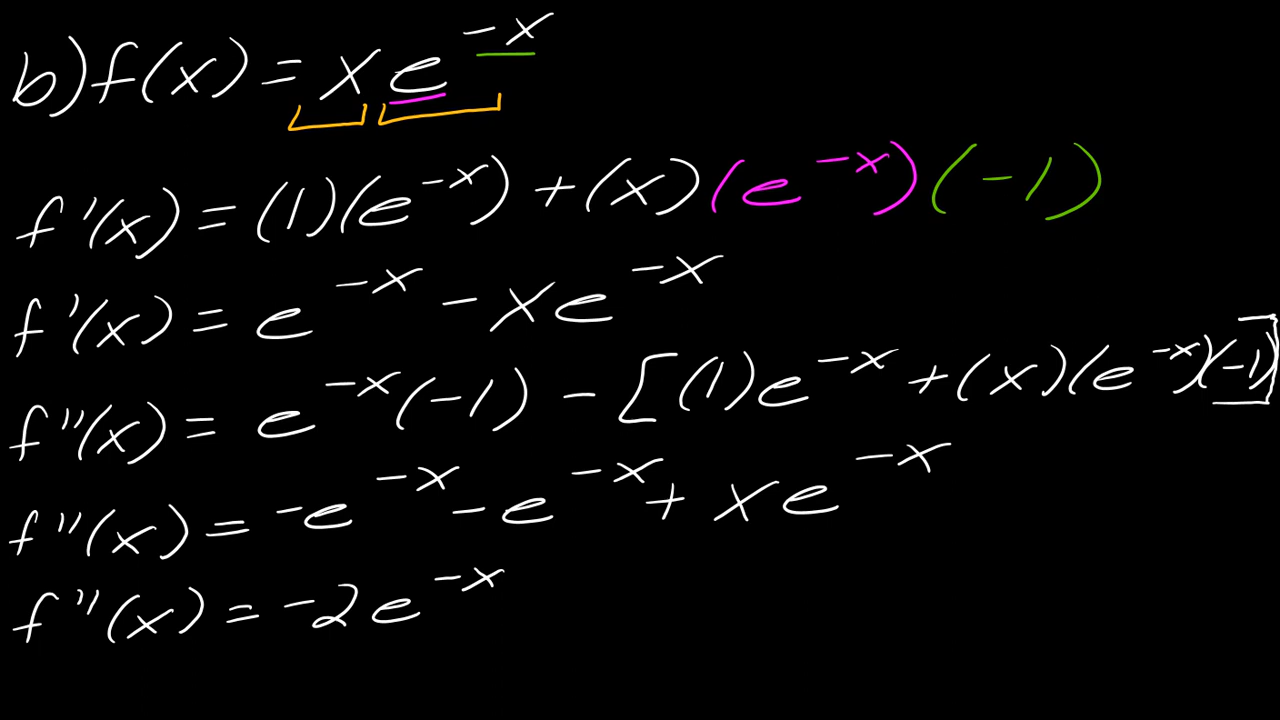 b) f(x) = xe^{-x}
f'(x) = (1)(e^{-x}) + (x)(e^{-x})(-1)
f'(x) = e^{-x} - xe^{-x}
f''(x) = e^{-x}(-1) - [(1)e^{-x} + (x)(e^{-x})(-1)]
f''(x) = -e^{-x} - e^{-x} + xe^{-x}
f''(x) = -2e^{-x}